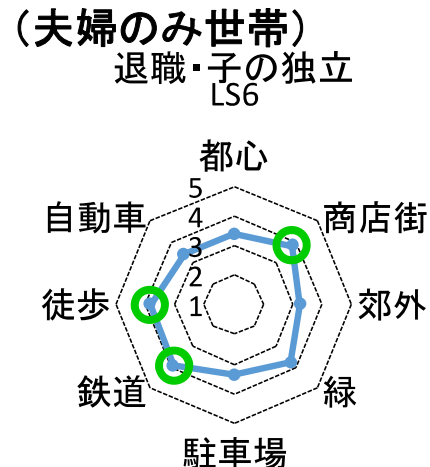 （夫婦のみ世帯）
退職・子の独立
LS6
都心
5
自動車
商店街
4
3
2
徒歩
1
郊外
鉄道
緑
駐車場